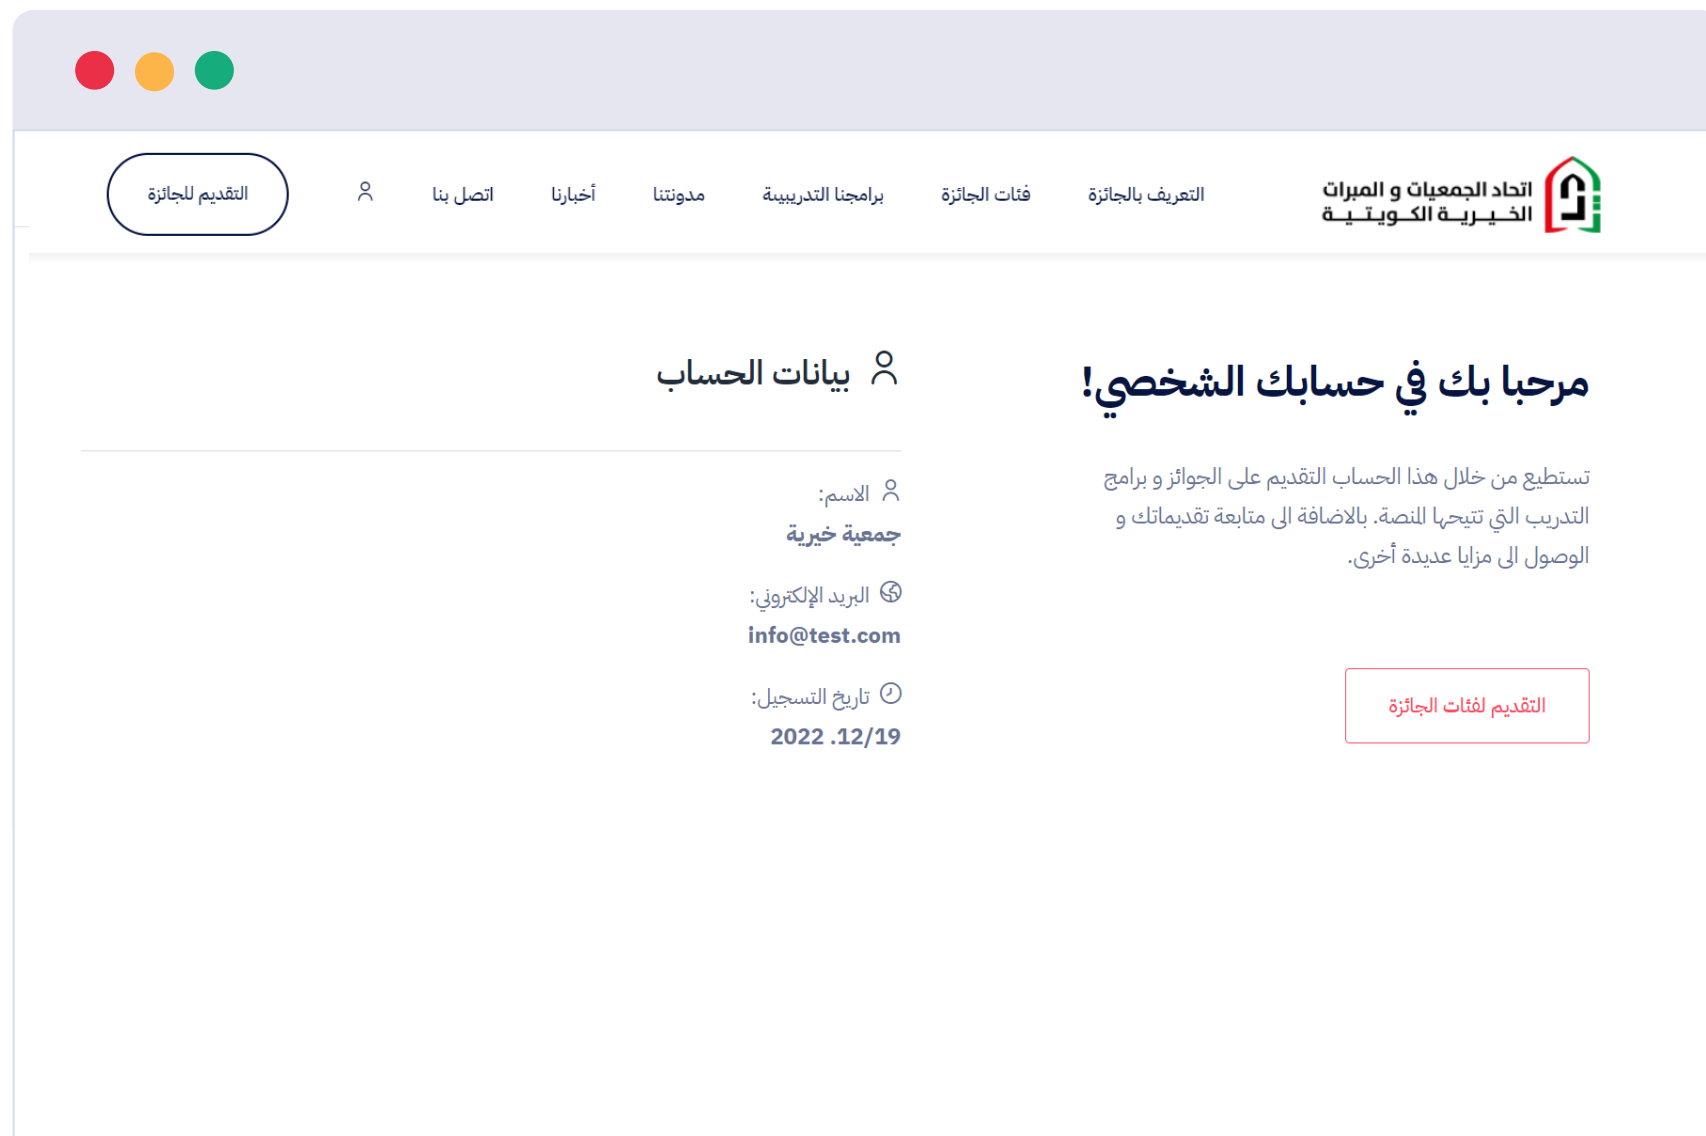 اتحاد الجمعيات و المبرات
الخـيـريـة الكـويـتـيـة
التعريف بالجائزة
فئات الجائزة
برامجنا التدريبيىة
مدونتنا
أخبارنا
اتصل بنا
التقديم للجائزة
مرحبا بك في حسابك الشخصي!
تستطيع من خلال هذا الحساب التقديم على الجوائز و برامج
التدريب التي تتيحها المنصة. بالاضافة الى متابعة تقديماتك و
الوصول الى مزايا عديدة أخرى.
التقديم لفئات الجائزة
بيانات الحساب
الاسم:
جمعية خيرية
البريد الإلكتروني:
info@test.com
تاريخ التسجيل:
2022 .12/19